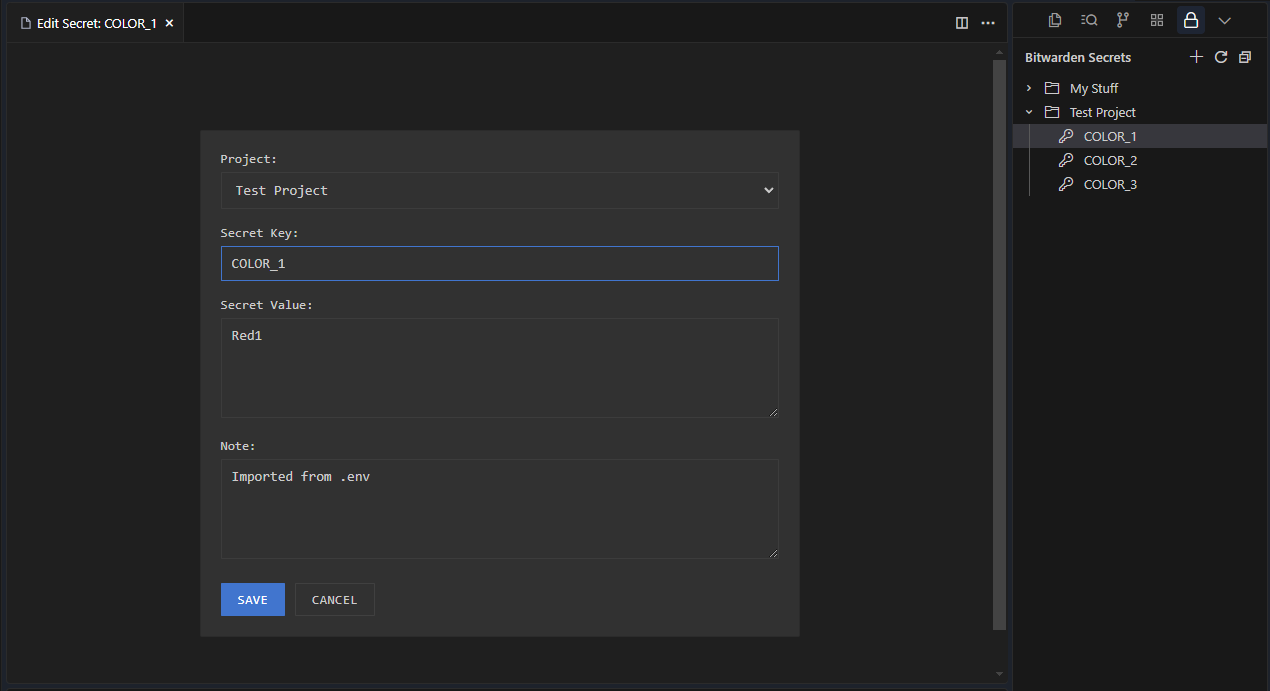 Edit Secret: COLOR_1
Bitwarden Secrets
My Stuff
Test Project
COLOR_1
COLOR_2
COLOR_3
Project:
Test Project
Secret Key:
COLOR_1
Secret Value:
Red1
Note:
Imported from .env
SAVE
CANCEL